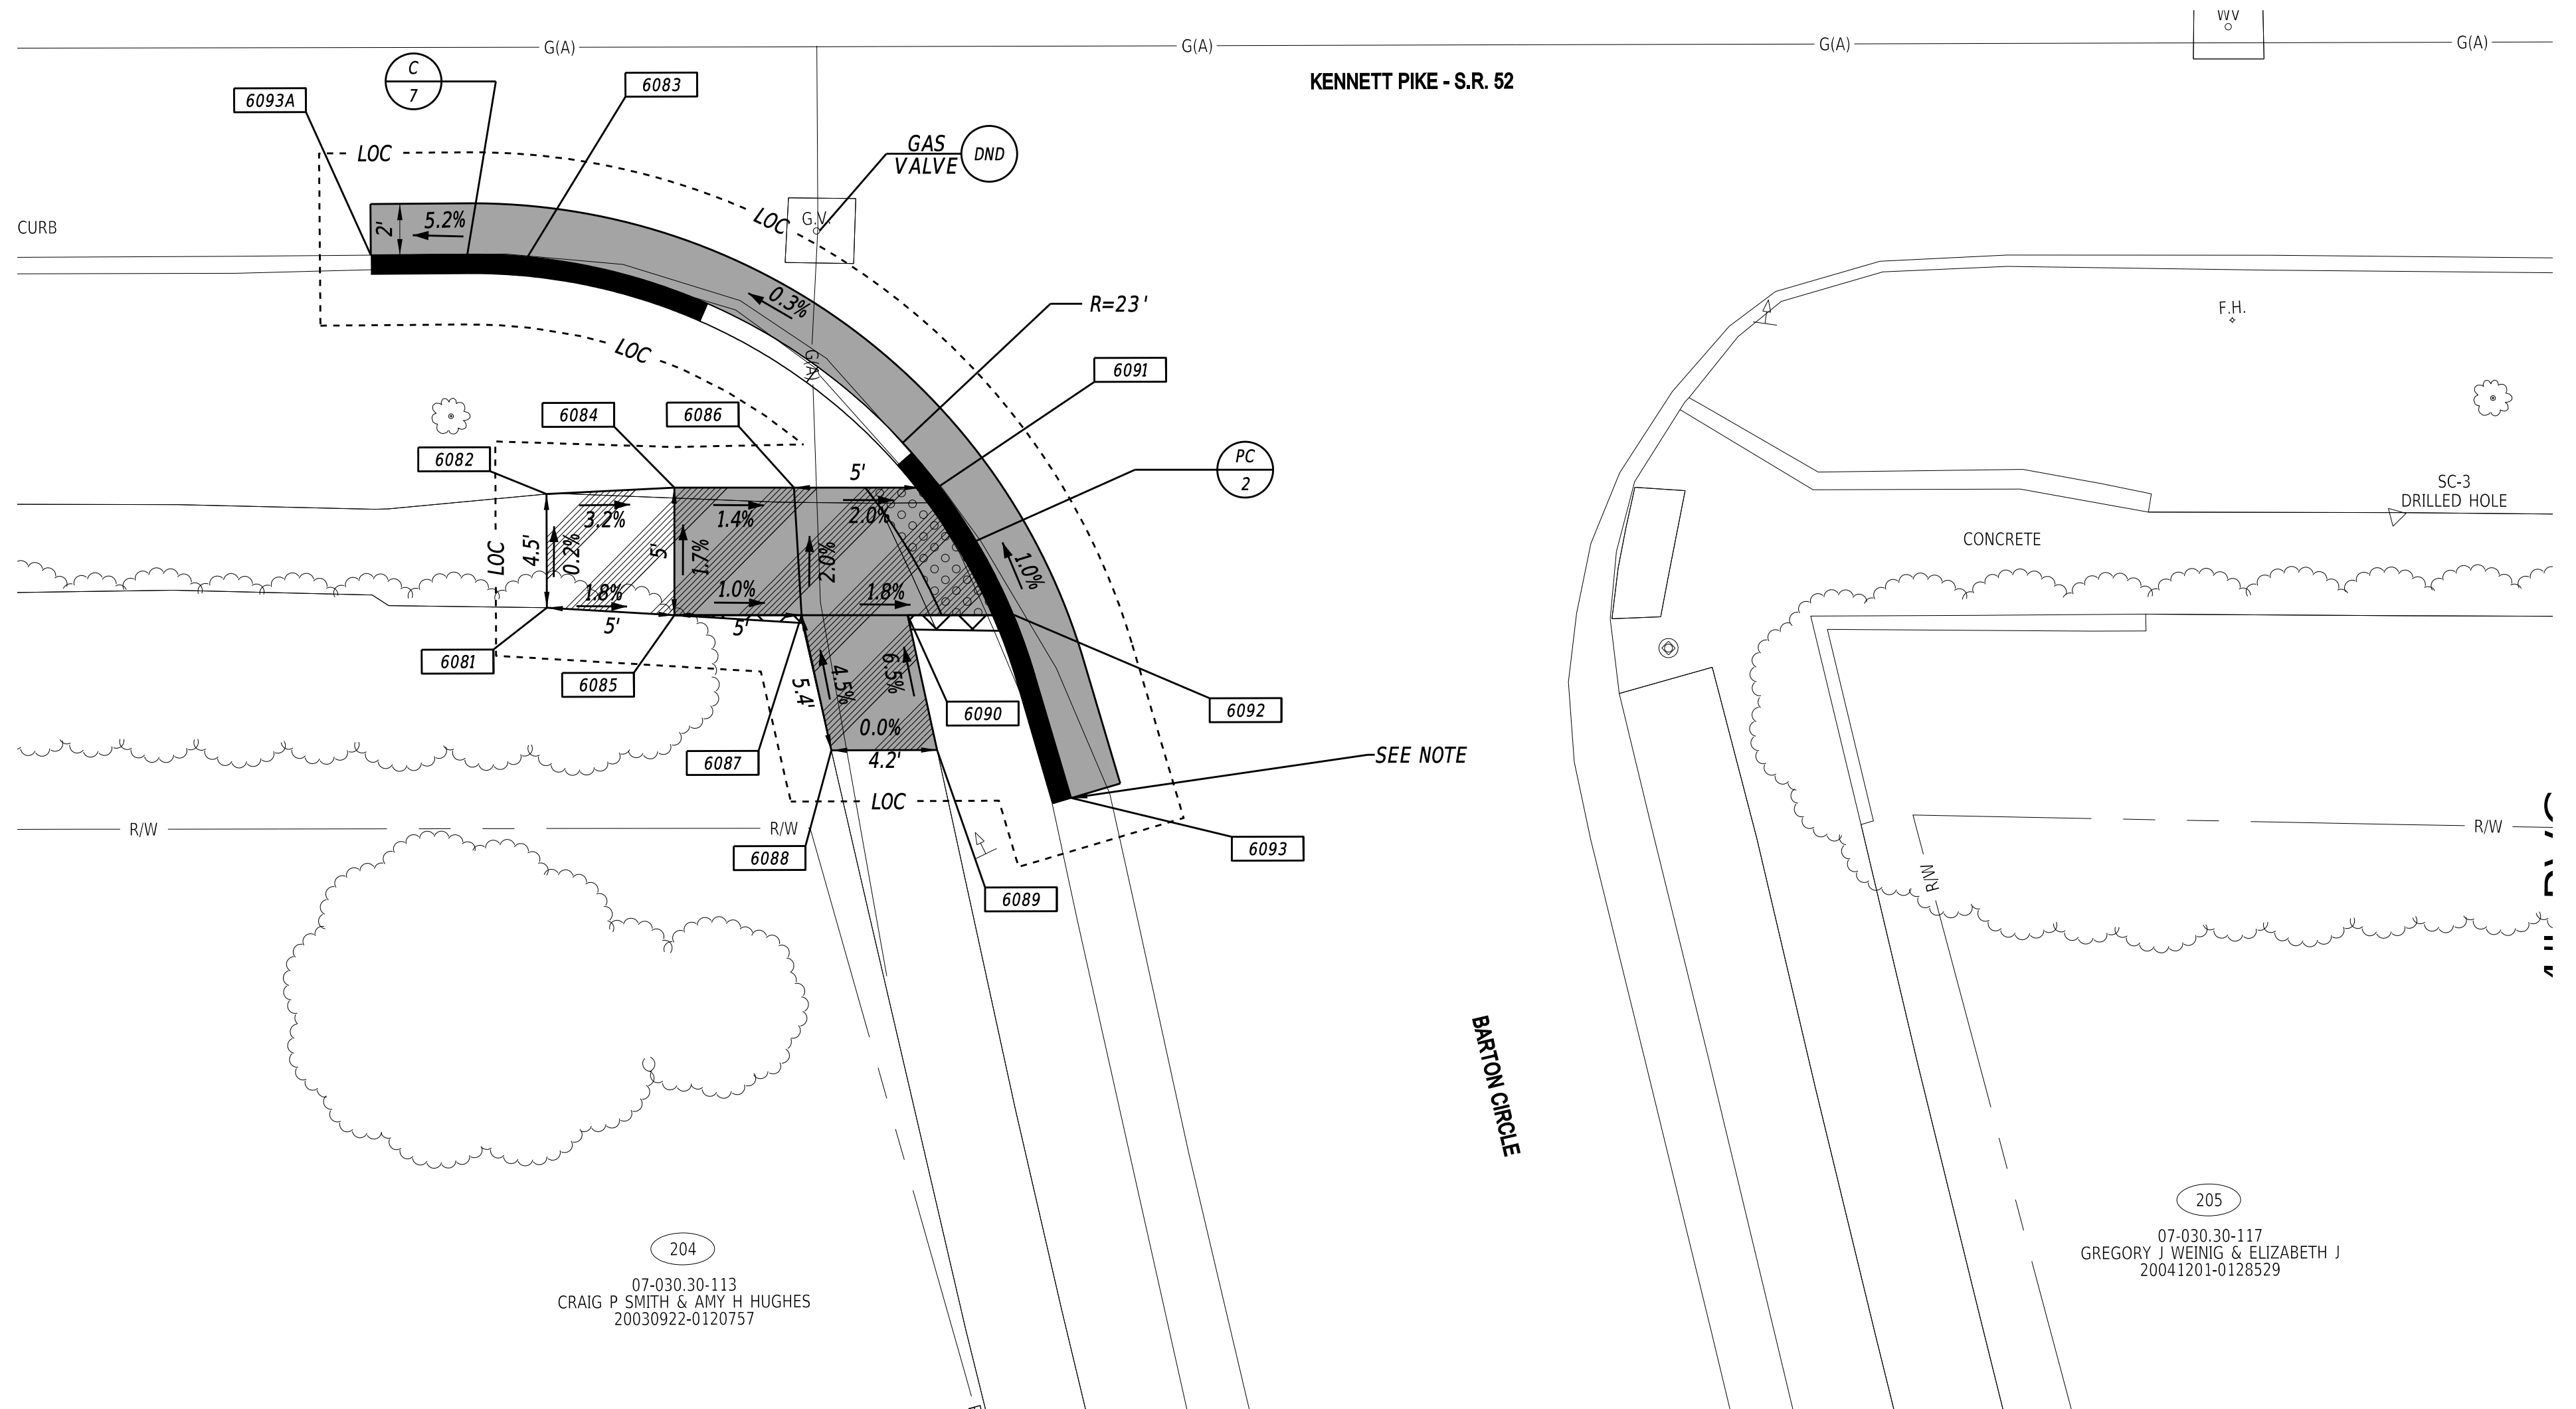 WV
G(A)
G(A)
G(A)
G(A)
KENNETT PIKE - S.R. 52
C
7
6083
6093A
GAS
VALVE
DND
LOC
LOC
G.V.
2'
5.2%
CURB
0.3%
R=23'
F.H.
LOC
G(A)
6091
6084
6086
6082
PC
2
5'
SC-3
DRILLED HOLE
CONCRETE
3.2%
1.4%
2.0%
LOC
4.5'
0.2%
5'
1.7%
2.0%
1.0%
1.8%
1.0%
1.8%
5'
5'
6081
6085
5.4'
4.5%
6.5%
6090
6092
0.0%
4.2'
6087
SEE NOTE
LOC
R/W
R/W
R/W
6088
6093
6089
R/W
BARTON CIRCLE
204
07-030.30-113
CRAIG P SMITH & AMY H HUGHES
20030922-0120757
205
07-030.30-117
GREGORY J WEINIG & ELIZABETH J
20041201-0128529